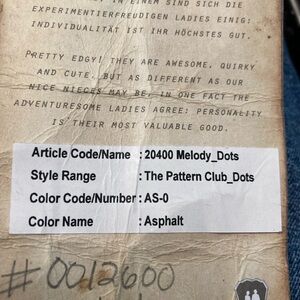 IN EINEM SIND SICH DIE
EXPERIMENTIERFREUDIGEN LADIES EINIG:
INDIVIDUALITÄT IST IHR HÖCHSTES GUT.
PRETTY EDGY! THEY ARE AWESOME, QUIRKY
AND CUTE. BUT AS DIFFERENT AS OUR
NICE NIECES MAY BE, IN ONE FACT THE
ADVENTURESOME LADIES AGREE: PERSONALITY
IS THEIR MOST VALUABLE GOOD.
Article Code/Name : 20400 Melody_Dots
Style Range : The Pattern Club_Dots
Color Code/Number : AS-0
Color Name : Asphalt
#0012600